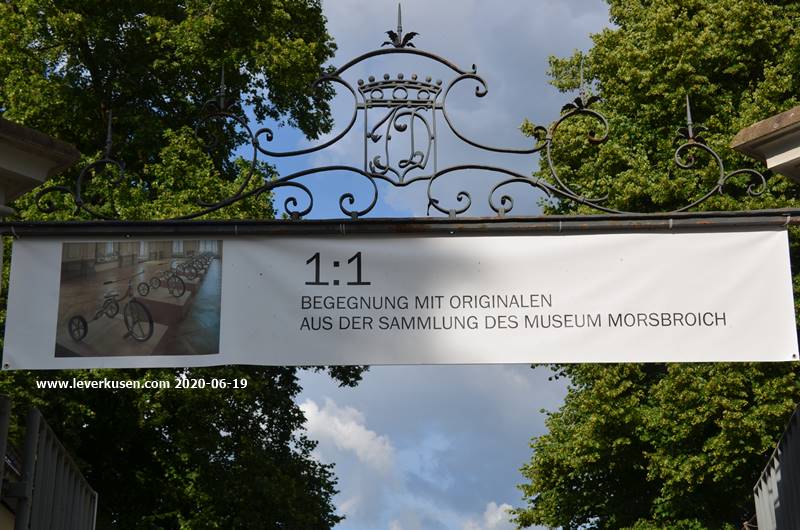 1:1
BEGEGNUNG MIT ORIGINALEN
AUS DER SAMMLUNG DES MUSEUM MORSBROICH
www.leverkusen.com 2020-06-19